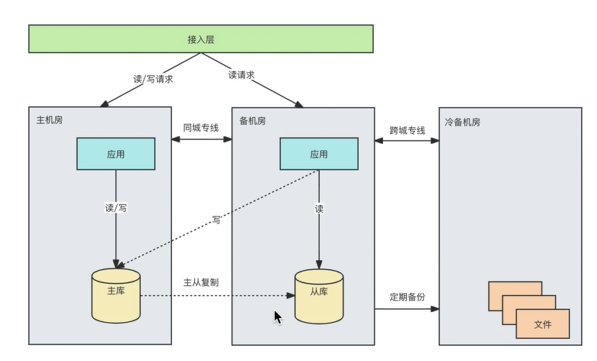 接入层
读/写请求
读请求
主机房
同城专线
备机房
跨城专线
冷备机房
应用
应用
读/写
写
读
主库
主从复制
从库
定期备份
文件